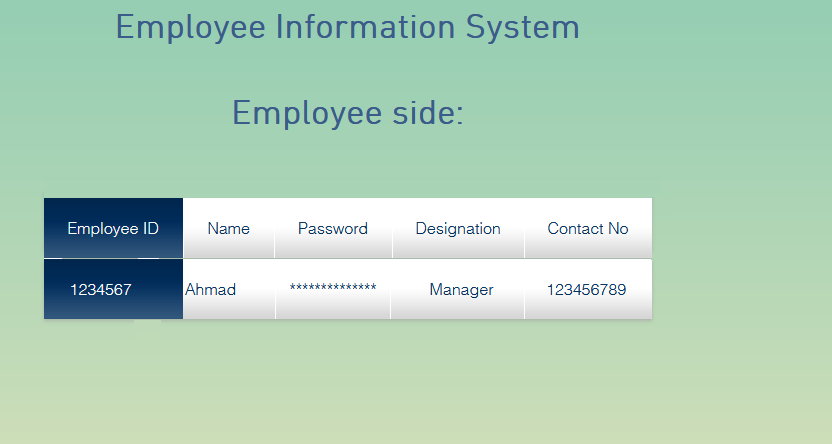 Employee Information System
Employee side:
Employee ID Name Password Designation Contact No
1234567 Ahmad ************** Manager 123456789